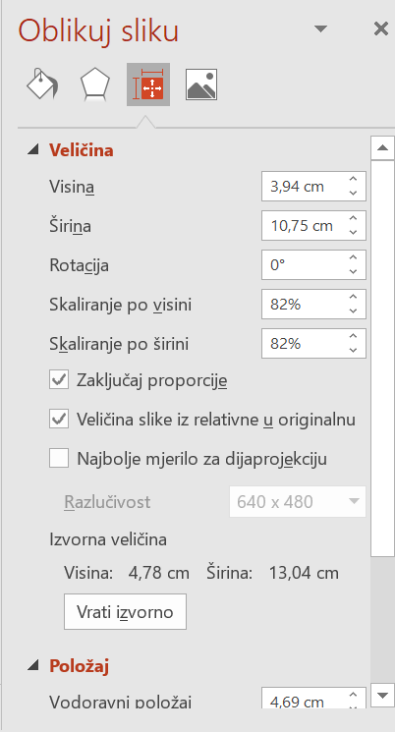 Oblikuj sliku
Veličina
Visina 3,94 cm
Širina 10,75 cm
Rotacija 0°
Skaliranje po visini 82%
Skaliranje po širini 82%
Zaključaj proporcije
Veličina slike iz relativne u originalnu
Najbolje mjerilo za dijaprojekciju
Razlučivost 640 x 480
Izvorna veličina
Visina: 4,78 cm Širina: 13,04 cm
Vrati izvorno
Položaj
Vodoravni položaj 4,69 cm